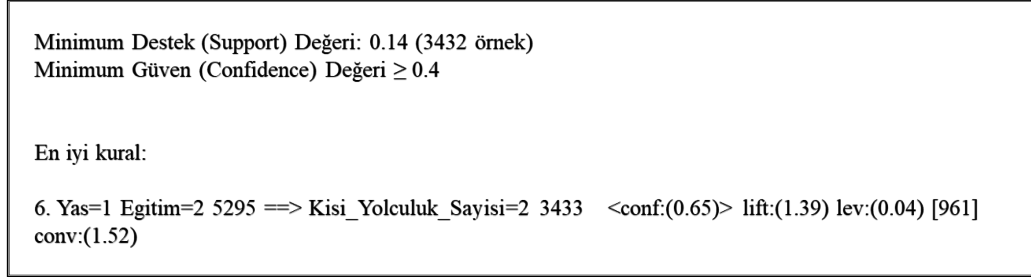 Minimum Destek (Support) Değeri: 0.14 (3432 örnek)
Minimum Güven (Confidence) Değeri ≥ 0.4
En iyi kural:
6. Yas=1 Egitim=2 5295 ==> Kisi_Yolculuk_Sayisi=2 3433 <conf:(0.65)> lift:(1.39) lev:(0.04) [961]
conv:(1.52)